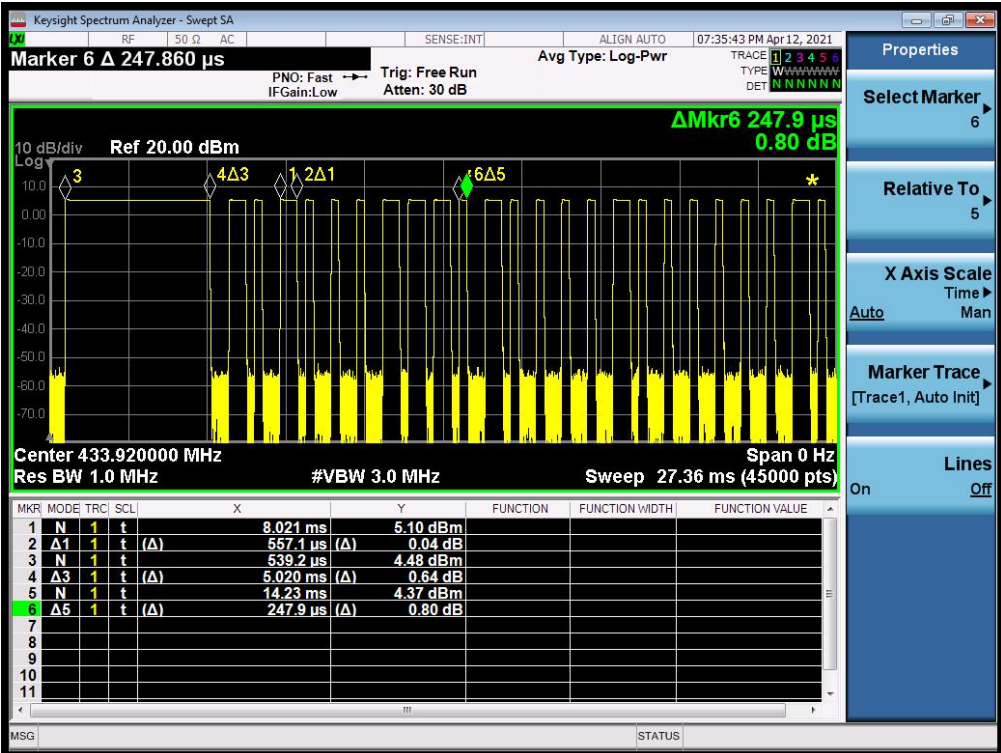 Keysight Spectrum Analyzer - Swept SA
LXI RF 50 Ω AC SENSE:INT ALIGN AUTO 07:35:43 PM Apr 12, 2021
Marker 6 Δ 247.860 µs
PNO: Fast
IFGain:Low
Trig: Free Run
Atten: 30 dB
Avg Type: Log-Pwr
TRACE 1 2 3 4 5 6
TYPE WWWWWW
DET N N N N N N
ΔMkr6 247.9 µs
0.80 dB
10 dB/div Ref 20.00 dBm
Log
3 4Δ3 1 2Δ1 6Δ5 *
10.0
0.00
-10.0
-20.0
-30.0
-40.0
-50.0
-60.0
-70.0
Center 433.920000 MHz Span 0 Hz
Res BW 1.0 MHz #VBW 3.0 MHz Sweep 27.36 ms (45000 pts)
MKR MODE TRC SCL X Y FUNCTION FUNCTION WIDTH FUNCTION VALUE
1 N 1 t 8.021 ms 5.10 dBm
2 Δ1 1 t (Δ) 557.1 µs (Δ) 0.04 dB
3 N 1 t 539.2 µs 4.48 dBm
4 Δ3 1 t (Δ) 5.020 ms (Δ) 0.64 dB
5 N 1 t 14.23 ms 4.37 dBm
6 Δ5 1 t (Δ) 247.9 µs (Δ) 0.80 dB
7
8
9
10
11
MSG STATUS
Properties
Select Marker
6
Relative To
5
X Axis Scale
Time
Auto Man
Marker Trace
[Trace1, Auto Init]
Lines
On Off